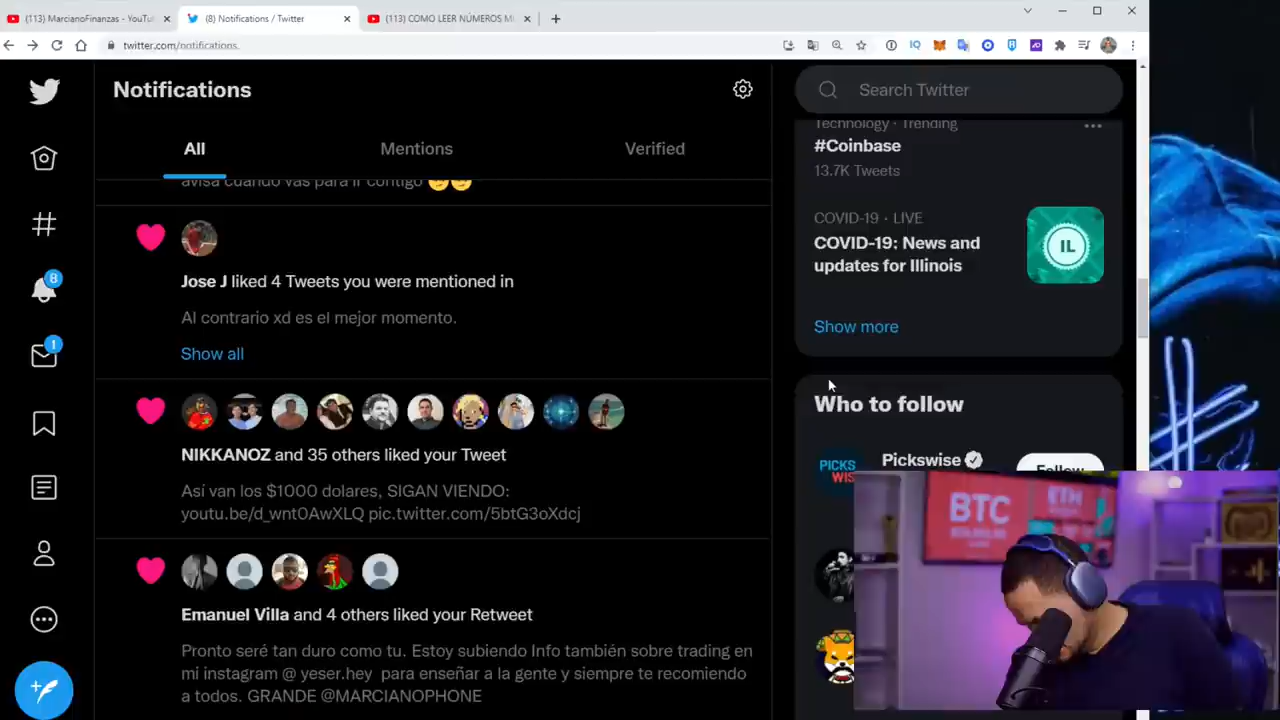 (113) MarcianoFinanzas - YouTu
(8) Notifications / Twitter
(113) COMO LEER NÚMEROS M
twitter.com/notifications.
Notifications
Search Twitter
All
Mentions
Verified
Technology · Trending
#Coinbase
13.7K Tweets
avisa cuando vas para ir contigo 😏😏
Jose J liked 4 Tweets you were mentioned in
Al contrario xd es el mejor momento.
Show all
COVID-19 · LIVE
COVID-19: News and
updates for Illinois
IL
Show more
8
1
NIKKANOZ and 35 others liked your Tweet
Así van los $1000 dolares, SIGAN VIENDO:
youtu.be/d_wnt0AwXLQ pic.twitter.com/5btG3oXdcj
Who to follow
Pickswise
PICKS
WIS
Follow
Emanuel Villa and 4 others liked your Retweet
Pronto seré tan duro como tu. Estoy subiendo Info también sobre trading en
mi instagram @ yeser.hey  para enseñar a la gente y siempre te recomiendo
a todos. GRANDE @MARCIANOPHONE
BTC
ETH